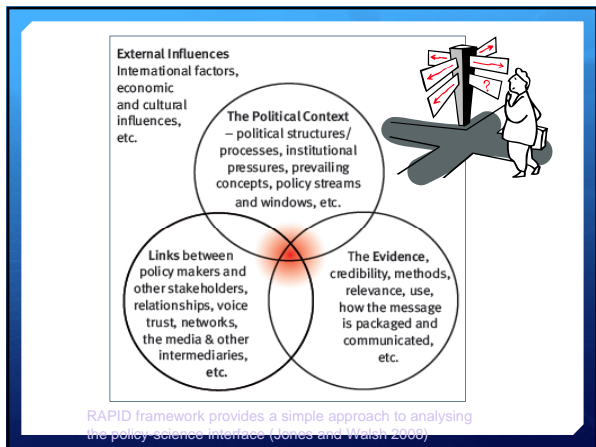 External Influences
International factors,
economic
and cultural
influences,
etc.
The Political Context
– political structures/
processes, institutional
pressures, prevailing
concepts, policy streams
and windows, etc.
?
Links between
policy makers and
other stakeholders,
relationships, voice
trust, networks,
the media & other
intermediaries,
etc.
The Evidence,
credibility, methods,
relevance, use,
how the message
is packaged and
communicated,
etc.
RAPID framework provides a simple approach to analysing
the policy-science interface (Jones and Walsh 2008)